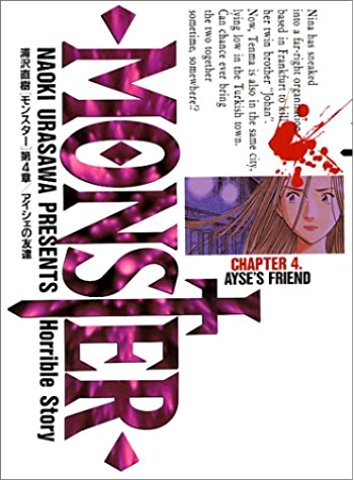 Nina has sneaked
into a far-right
based in Frankfurt to kill
her twin brother "Johan"
Now, Tenma is also in the same city,
lying low in the Turkish town.
Can chance ever bring
the two together
sometime, somewhere?
MONSTER
CHAPTER 4.
AYSE'S FRIEND
NAOKI URASAWA PRESENTS Horrible Story
浦沢直樹［モンスター］第4章／アイシェの友達